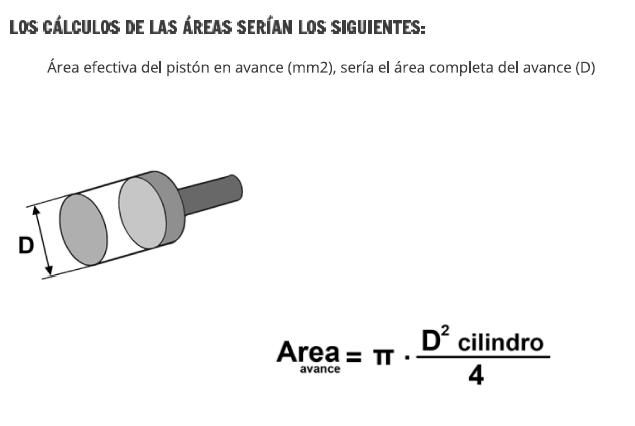 LOS CÁLCULOS DE LAS ÁREAS SERÍAN LOS SIGUIENTES:
Área efectiva del pistón en avance (mm2), sería el área completa del avance (D)
D
Area avance = π · D² cilindro / 4